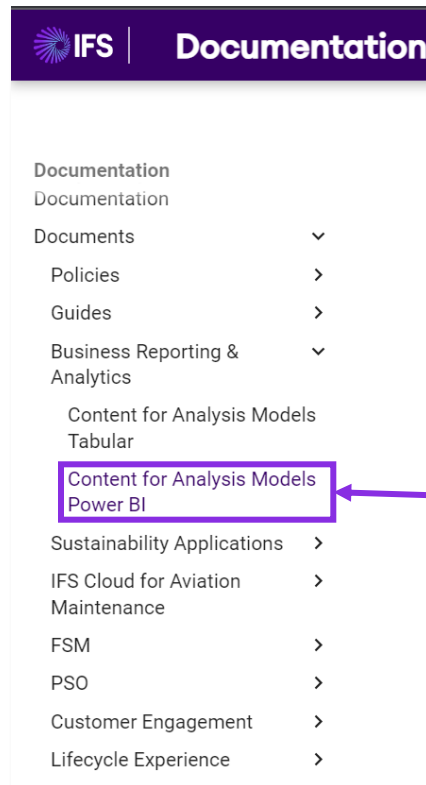 IFS
Documentation
Documentation
Documentation
Documents
Policies
Guides
Business Reporting &
Analytics
Content for Analysis Models
Tabular
Content for Analysis Models
Power BI
Sustainability Applications
IFS Cloud for Aviation
Maintenance
FSM
PSO
Customer Engagement
Lifecycle Experience